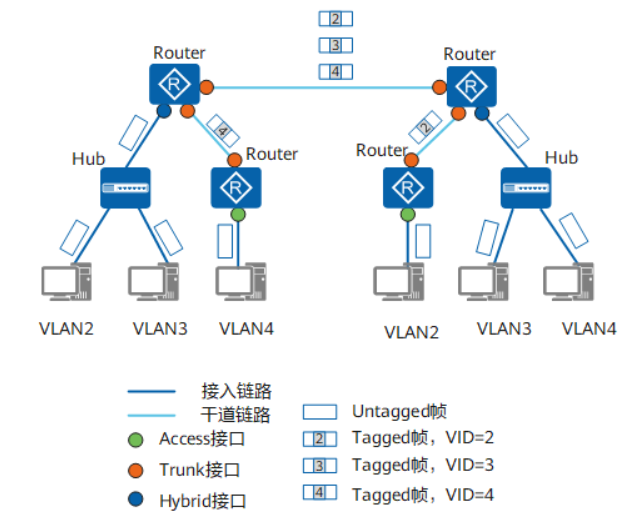 2
3
4
Router
Router
R
R
4
2
Hub
Router
Router
Hub
R
R
VLAN2
VLAN3
VLAN4
VLAN2
VLAN3
VLAN4
接入链路
干道链路
Access接口
Trunk接口
Hybrid接口
Untagged帧
2 Tagged帧，VID=2
3 Tagged帧，VID=3
4 Tagged帧，VID=4